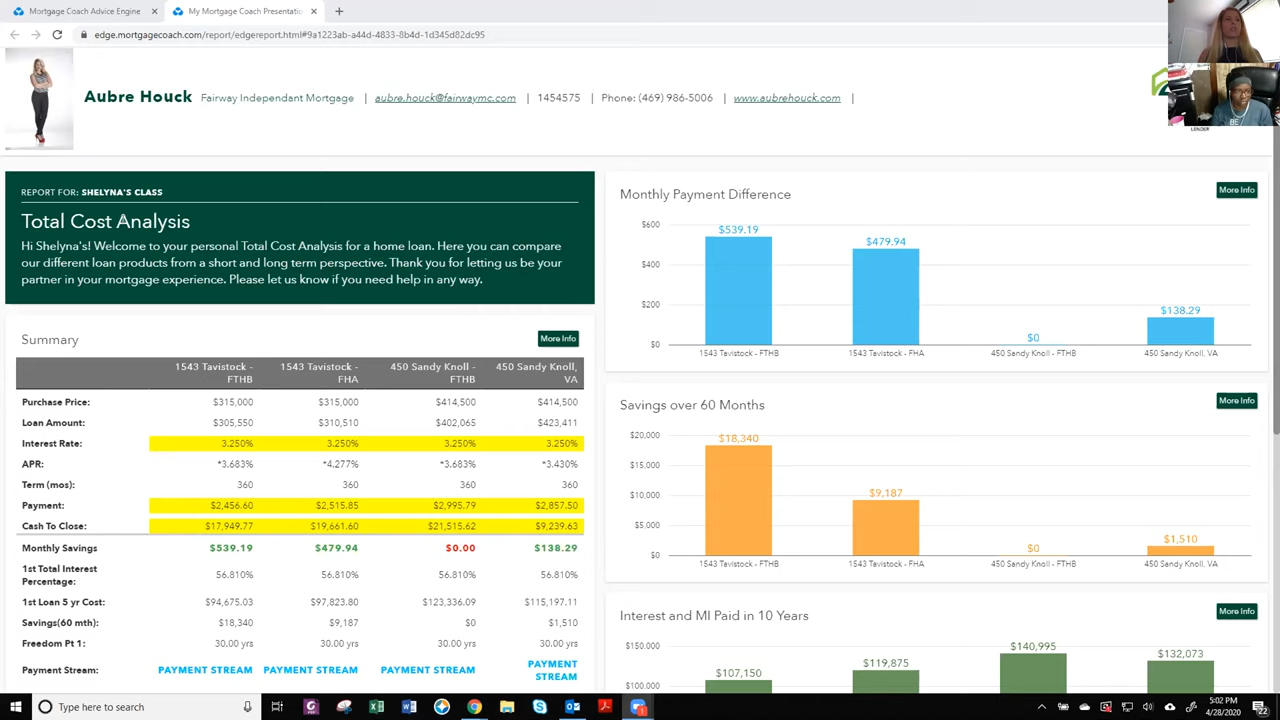 Mortgage Coach Advice Engine
My Mortgage Coach Presentatio
edge.mortgagecoach.com/report/edgereport.html#9a1223ab-a44d-4833-8b4d-1d345d82dc95
Aubre Houck Fairway Independant Mortgage | aubre.houck@fairwaymc.com | 1454575 | Phone: (469) 986-5006 | www.aubrehouck.com |
LENDER
BE
REPORT FOR: SHELYNA'S CLASS
Total Cost Analysis
Hi Shelyna's! Welcome to your personal Total Cost Analysis for a home loan. Here you can compare
our different loan products from a short and long term perspective. Thank you for letting us be your
partner in your mortgage experience. Please let us know if you need help in any way.
Summary More Info
1543 Tavistock - 1543 Tavistock - 450 Sandy Knoll - 450 Sandy Knoll,
FTHB FHA FTHB VA
Purchase Price: $315,000 $315,000 $414,500 $414,500
Loan Amount: $305,550 $310,510 $402,065 $423,411
Interest Rate: 3.250% 3.250% 3.250% 3.250%
APR: *3.683% *4.277% *3.683% *3.430%
Term (mos): 360 360 360 360
Payment: $2,456.60 $2,515.85 $2,995.79 $2,857.50
Cash To Close: $17,949.77 $19,661.60 $21,515.62 $9,239.63
Monthly Savings $539.19 $479.94 $0.00 $138.29
1st Total Interest
Percentage: 56.810% 56.810% 56.810% 56.810%
1st Loan 5 yr Cost: $94,675.03 $97,823.80 $123,336.09 $115,197.11
Savings(60 mth): $18,340 $9,187 $0 $1,510
Freedom Pt 1: 30.00 yrs 30.00 yrs 30.00 yrs 30.00 yrs
Payment Stream: PAYMENT STREAM PAYMENT STREAM PAYMENT STREAM PAYMENT
STREAM
Monthly Payment Difference More Info
$600
$539.19
$479.94
$400
$200
$138.29
$0
$0
1543 Tavistock - FTHB 1543 Tavistock - FHA 450 Sandy Knoll - FTHB 450 Sandy Knoll, VA
Savings over 60 Months More Info
$20,000
$18,340
$15,000
$10,000
$9,187
$5,000
$1,510
$0
$0
1543 Tavistock - FTHB 1543 Tavistock - FHA 450 Sandy Knoll - FTHB 450 Sandy Knoll, VA
Interest and MI Paid in 10 Years More Info
$150,000
$140,995
$132,073
$119,875
$107,150
$100,000
Type here to search
5:02 PM
4/28/2020
22